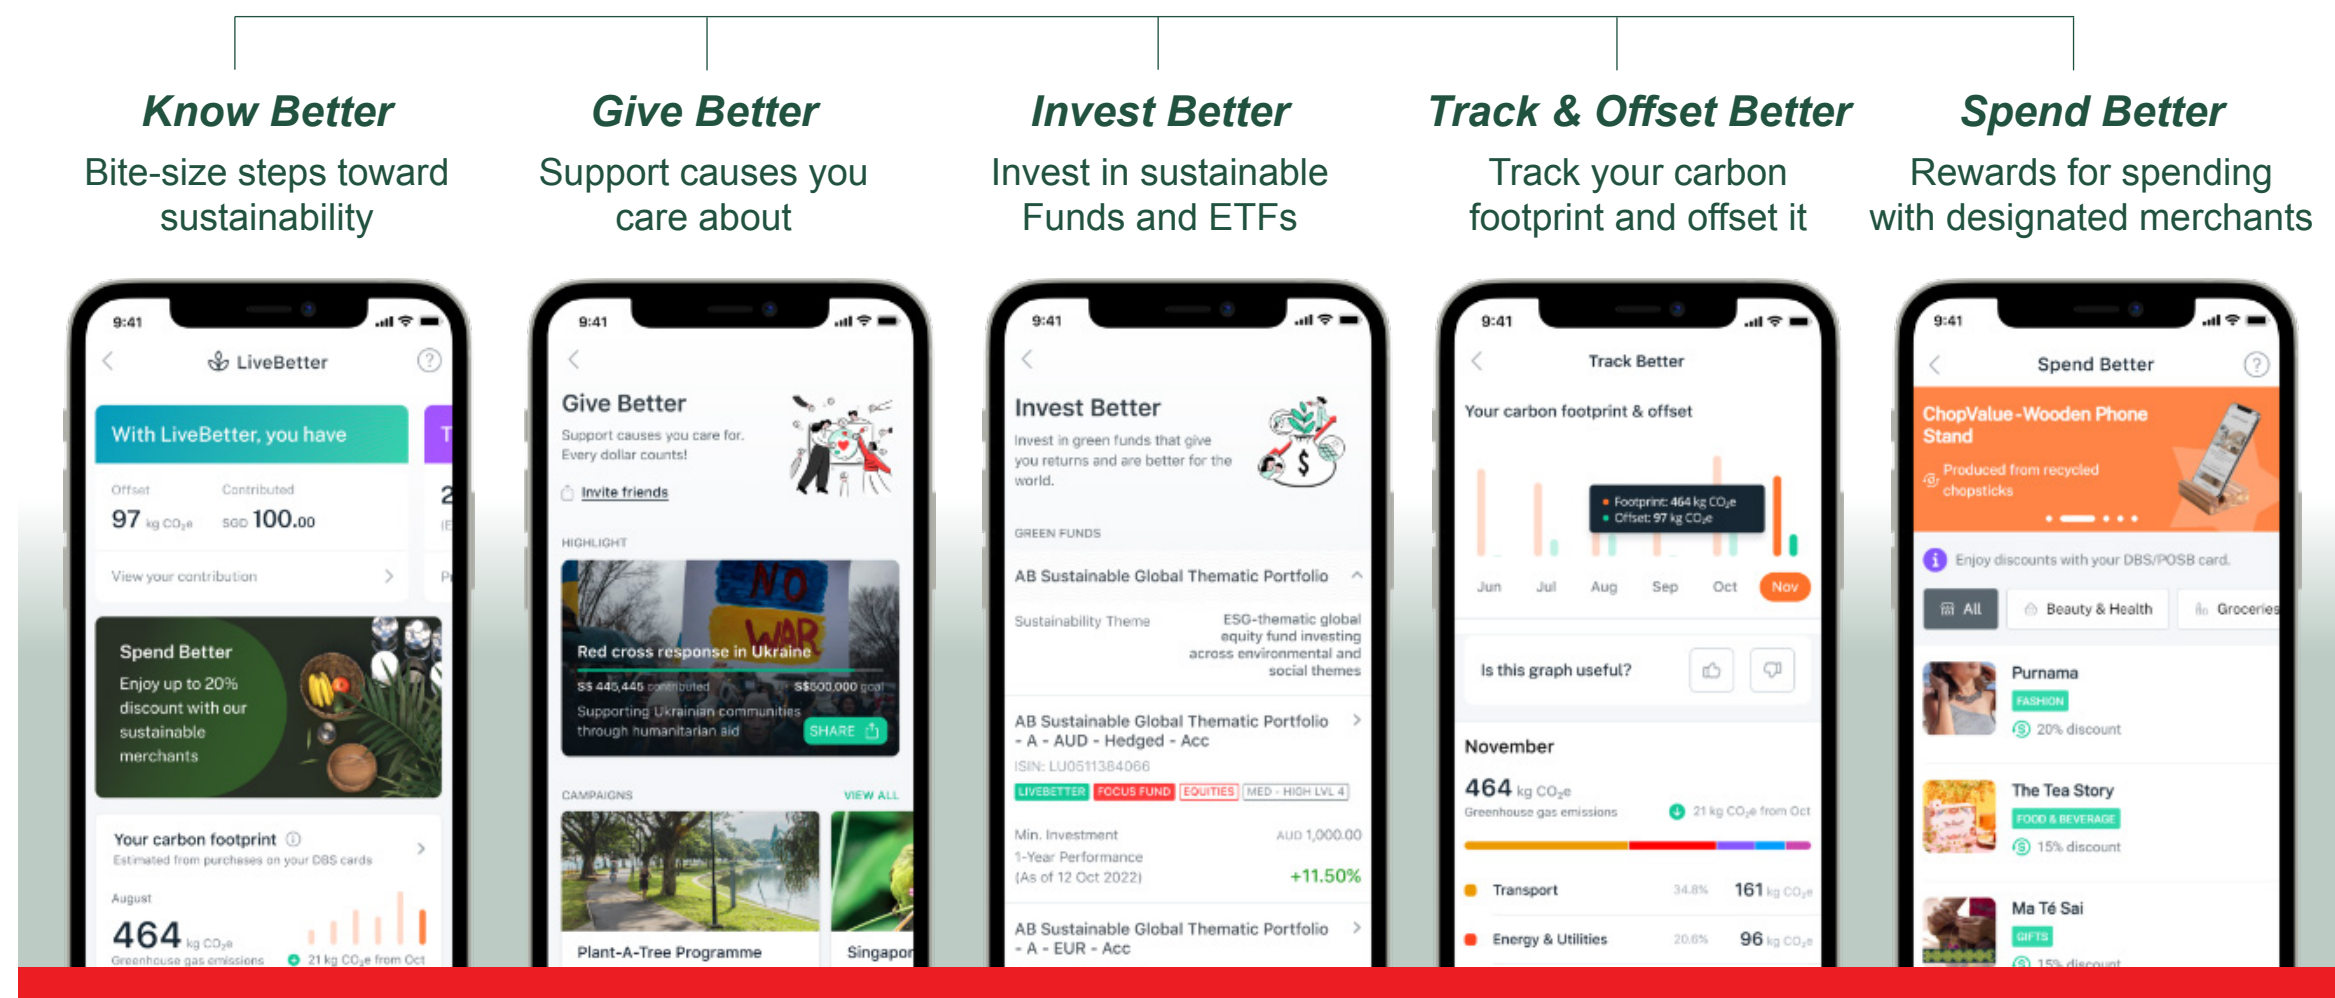 Know Better
Bite-size steps toward
sustainability
Give Better
Support causes you
care about
Invest Better
Invest in sustainable
Funds and ETFs
Track & Offset Better
Track your carbon
footprint and offset it
Spend Better
Rewards for spending
with designated merchants
9:41
LiveBetter
?
With LiveBetter, you have
T
Offset
Contributed
97 kg CO₂e
SGD 100.00
2
(E
View your contribution
Spend Better
Enjoy up to 20%
discount with our
sustainable
merchants
Your carbon footprint
Estimated from purchases on your DBS cards
August
464 kg CO₂e
Greenhouse gas emissions
21 kg CO₂e from Oct
9:41
Give Better
Support causes you care for.
Every dollar counts!
Invite friends
HIGHLIGHT
NO
WAR
Red cross response in Ukraine
S$ 445,445 contributed
S$500,000 goal
Supporting Ukrainian communities
through humanitarian aid
SHARE
CAMPAIGNS
VIEW ALL
Plant-A-Tree Programme
Singapor
9:41
Invest Better
Invest in green funds that give
you returns and are better for the
world.
$
GREEN FUNDS
AB Sustainable Global Thematic Portfolio
Sustainability Theme
ESG-thematic global
equity fund investing
across environmental and
social themes
AB Sustainable Global Thematic Portfolio
- A - AUD - Hedged - Acc
ISIN: LU0511384066
LIVEBETTER
FOCUS FUND
EQUITIES
MED - HIGH LVL 4
Min. Investment
AUD 1,000.00
1-Year Performance
(As of 12 Oct 2022)
+11.50%
AB Sustainable Global Thematic Portfolio
- A - EUR - Acc
9:41
Track Better
Your carbon footprint & offset
Footprint: 464 kg CO₂e
Offset: 97 kg CO₂e
Jun Jul Aug Sep Oct Nov
Is this graph useful?
November
464 kg CO₂e
Greenhouse gas emissions
21 kg CO₂e from Oct
Transport 34.8% 161 kg CO₂e
Energy & Utilities 20.6% 96 kg CO₂e
9:41
Spend Better
?
ChopValue -Wooden Phone
Stand
Produced from recycled
chopsticks
i Enjoy discounts with your DBS/POSB card.
All
Beauty & Health
Groceries
Purnama
FASHION
20% discount
The Tea Story
FOOD & BEVERAGE
15% discount
Ma Té Sai
GIFTS
15% discount